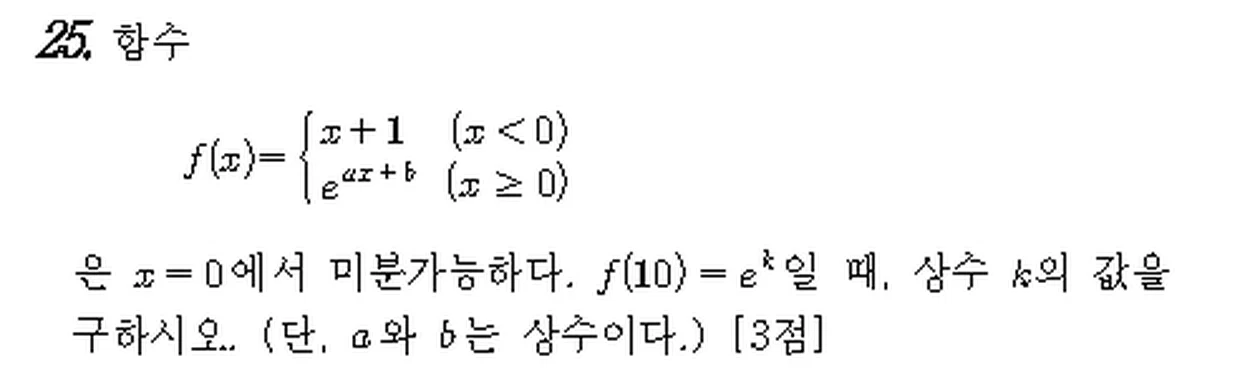 25. 함수
f(x)= { x+1 (x < 0)
e^{ax+b} (x ≥ 0)
은 x = 0에서 미분가능하다. f(10) = e^k일 때, 상수 k의 값을
구하시오.. (단, a와 b는 상수이다.) [3점]